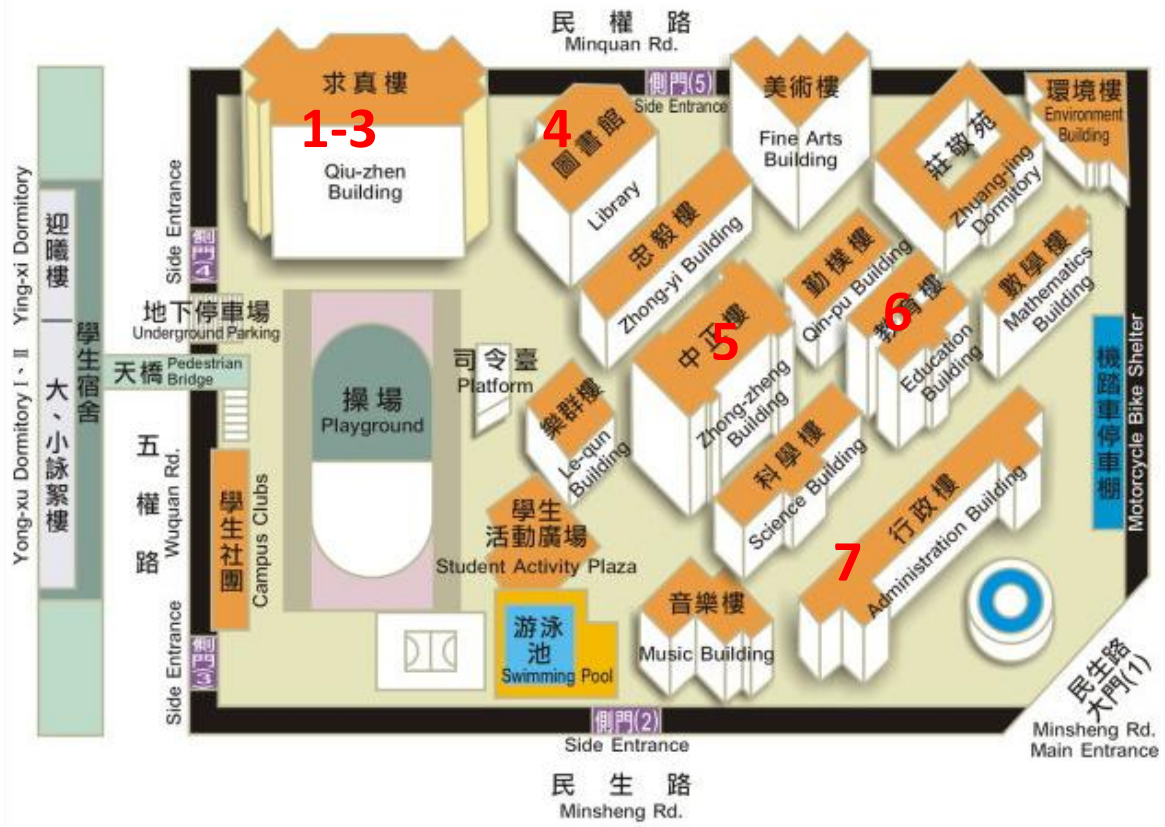 民權路
Minquan Rd.
求真樓
1-3
Qiu-zhen
Building
4
圖書館
Library
側門(5)
Side Entrance
美術樓
Fine Arts
Building
莊敬苑
Zhuang-jing
Dormitory
環境樓
Environment
Building
忠毅樓
Zhong-yi Building
勤樸樓
Qin-pu Building
6
教育樓
Education
Building
數學樓
Mathematics
Building
中正樓
5
Zhong-zheng
Building
科學樓
Science Building
行政樓
7
Administration Building
機踏車停車棚
Motorcycle Bike Shelter
Side Entrance
側門(4)
地下停車場
Underground Parking
天橋
Pedestrian
Bridge
Ying-xi Dormitory
迎曦樓
Yong-xu Dormitory I、II
大、小詠絮樓
學生宿舍
五權路
Wuquan Rd.
學生社團
Campus Clubs
操場
Playground
司令臺
Platform
樂群樓
Le-qun
Building
學生
活動廣場
Student Activity Plaza
游泳
池
Swimming Pool
音樂樓
Music Building
Side Entrance
側門(3)
側門(2)
Side Entrance
民生路
Minsheng Rd.
民生路
大門(1)
Minsheng Rd.
Main Entrance